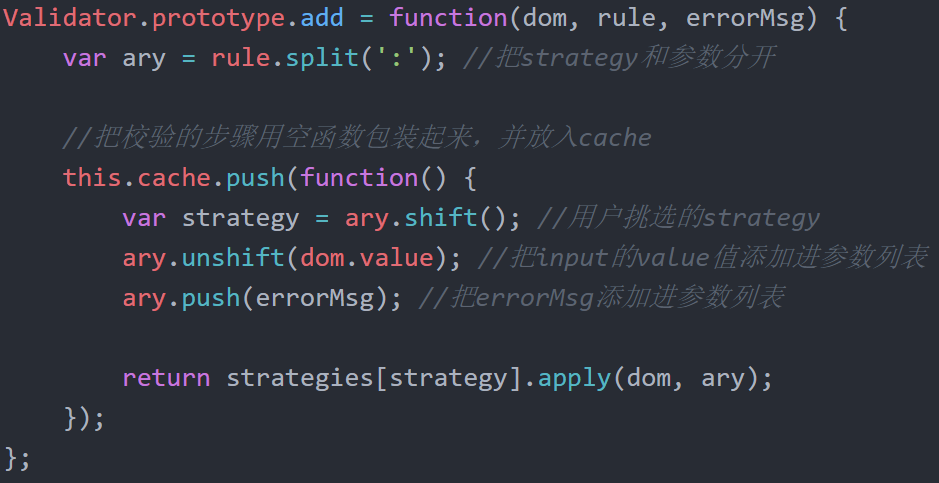 Validator.prototype.add = function(dom, rule, errorMsg) {
    var ary = rule.split(':'); //把strategy和参数分开
    //把校验的步骤用空函数包装起来，并放入cache
    this.cache.push(function() {
        var strategy = ary.shift(); //用户挑选的strategy
        ary.unshift(dom.value); //把input的value值添加进参数列表
        ary.push(errorMsg); //把errorMsg添加进参数列表
        return strategies[strategy].apply(dom, ary);
    });
};